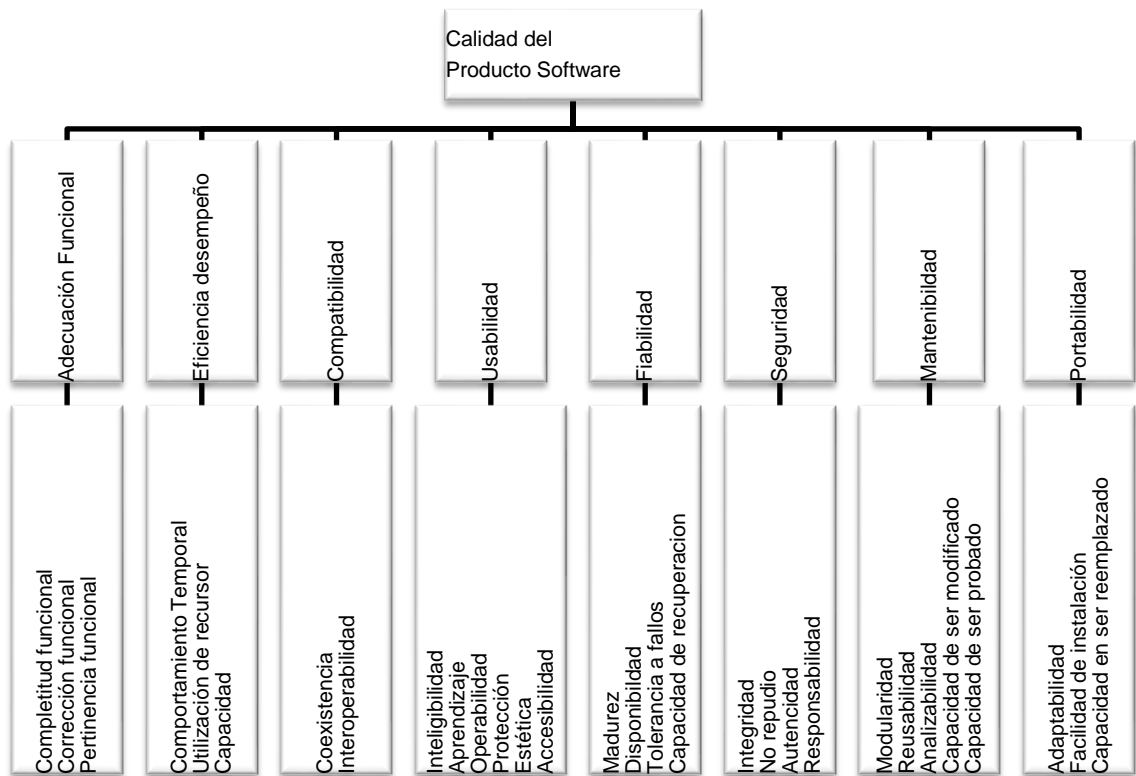 Calidad del
Producto Software
Adecuación Funcional
Eficiencia desempeño
Compatibilidad
Usabilidad
Fiabilidad
Seguridad
Mantenibildad
Portabilidad
Completitud funcional
Corrección funcional
Pertinencia funcional
Comportamiento Temporal
Utilización de recursor
Capacidad
Coexistencia
Interoperabilidad
Inteligibilidad
Aprendizaje
Operabilidad
Protección
Estética
Accesibilidad
Madurez
Disponibildad
Tolerancia a fallos
Capacidad de recuperacion
Integridad
No repudio
Autencidad
Responsabilidad
Modularidad
Reusabilidad
Analizabilidad
Capacidad de ser modificado
Capacidad de ser probado
Adaptabilidad
Facilidad de instalación
Capacidad en ser reemplazado